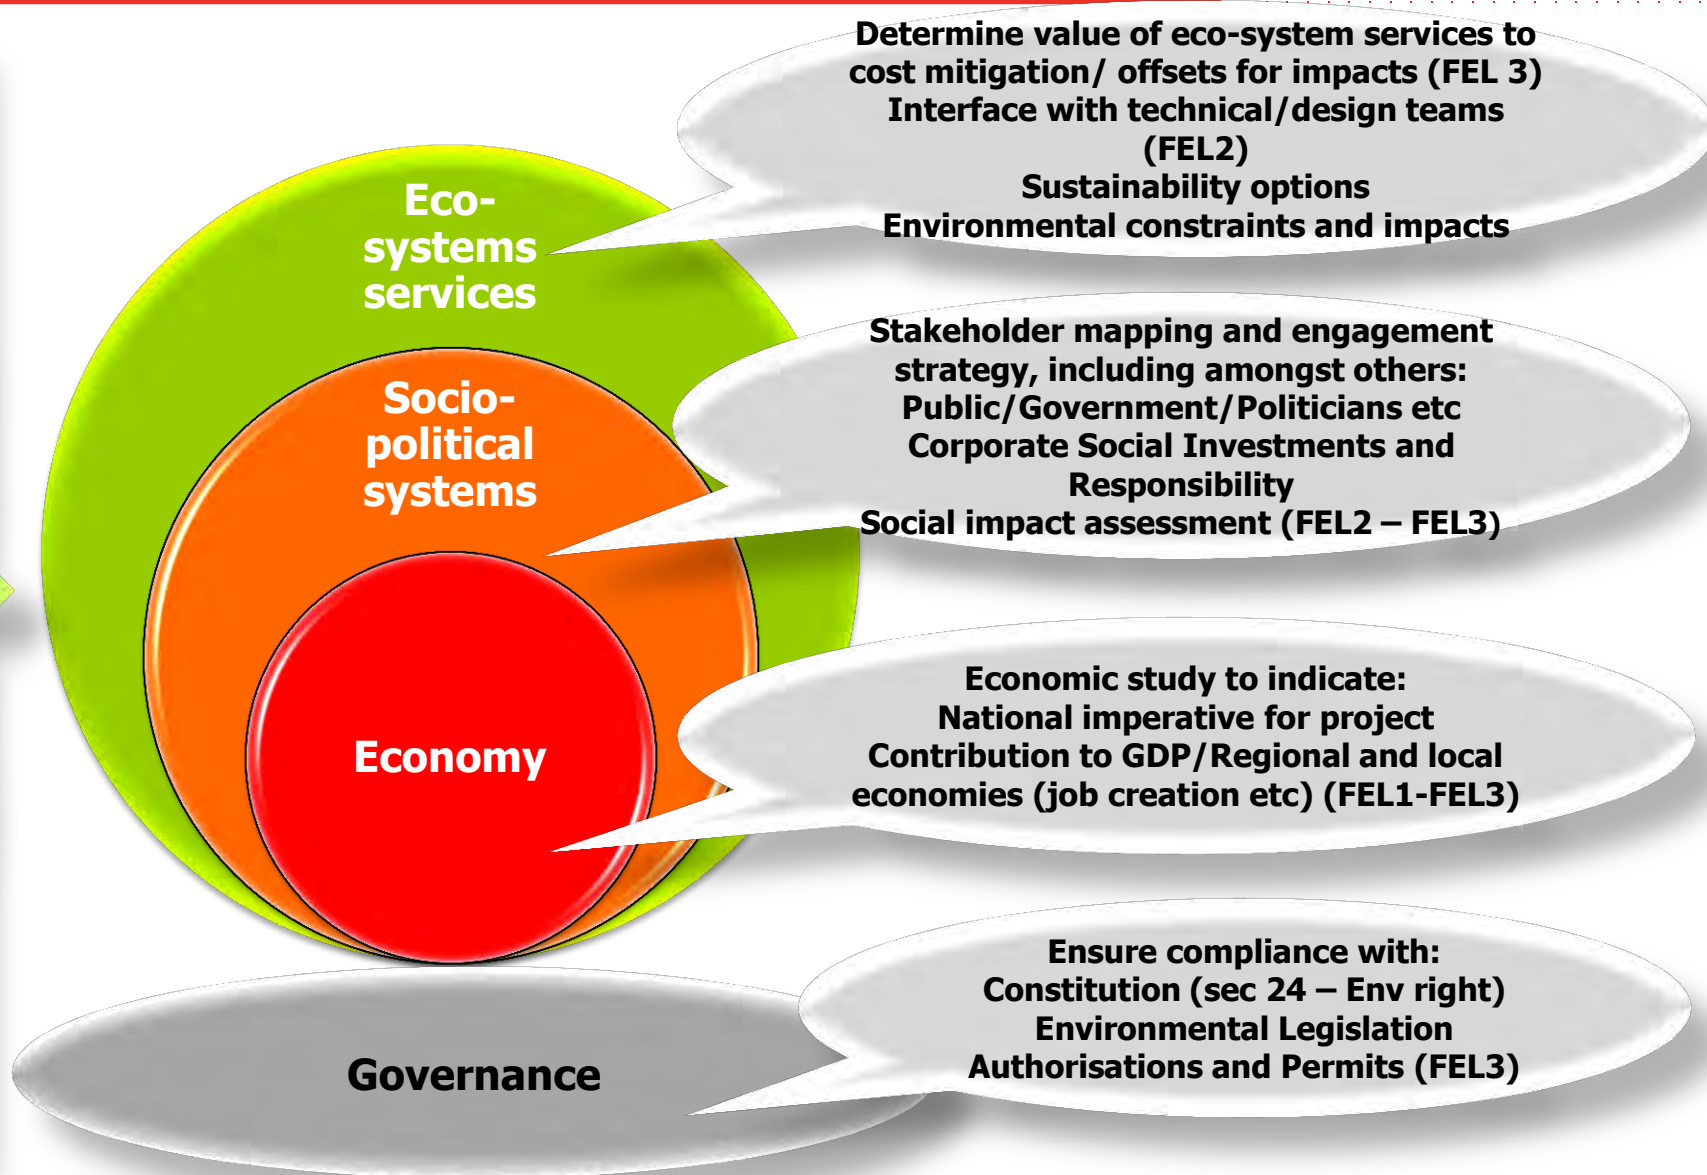 Determine value of eco-system services to
cost mitigation/ offsets for impacts (FEL 3)
Interface with technical/design teams
(FEL2)
Sustainability options
Environmental constraints and impacts
Eco-
systems
services
Stakeholder mapping and engagement
strategy, including amongst others:
Public/Government/Politicians etc
Corporate Social Investments and
Responsibility
Social impact assessment (FEL2 – FEL3)
Socio-
political
systems
Economic study to indicate:
National imperative for project
Contribution to GDP/Regional and local
economies (job creation etc) (FEL1-FEL3)
Economy
Ensure compliance with:
Constitution (sec 24 – Env right)
Environmental Legislation
Authorisations and Permits (FEL3)
Governance